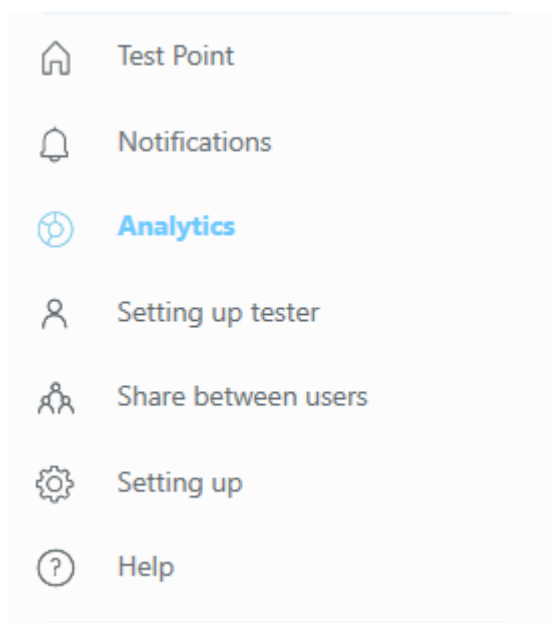 Test Point
Notifications
Analytics
Setting up tester
Share between users
Setting up
Help